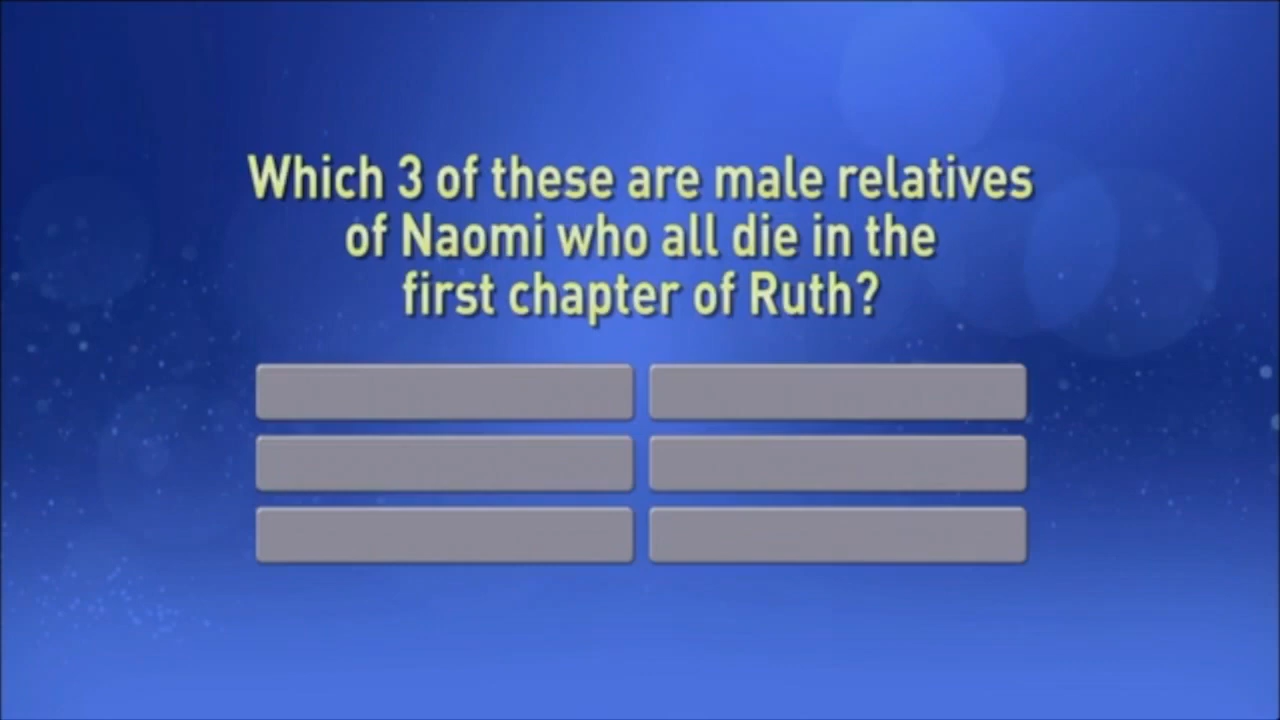 Which 3 of these are male relatives
of Naomi who all die in the
first chapter of Ruth?